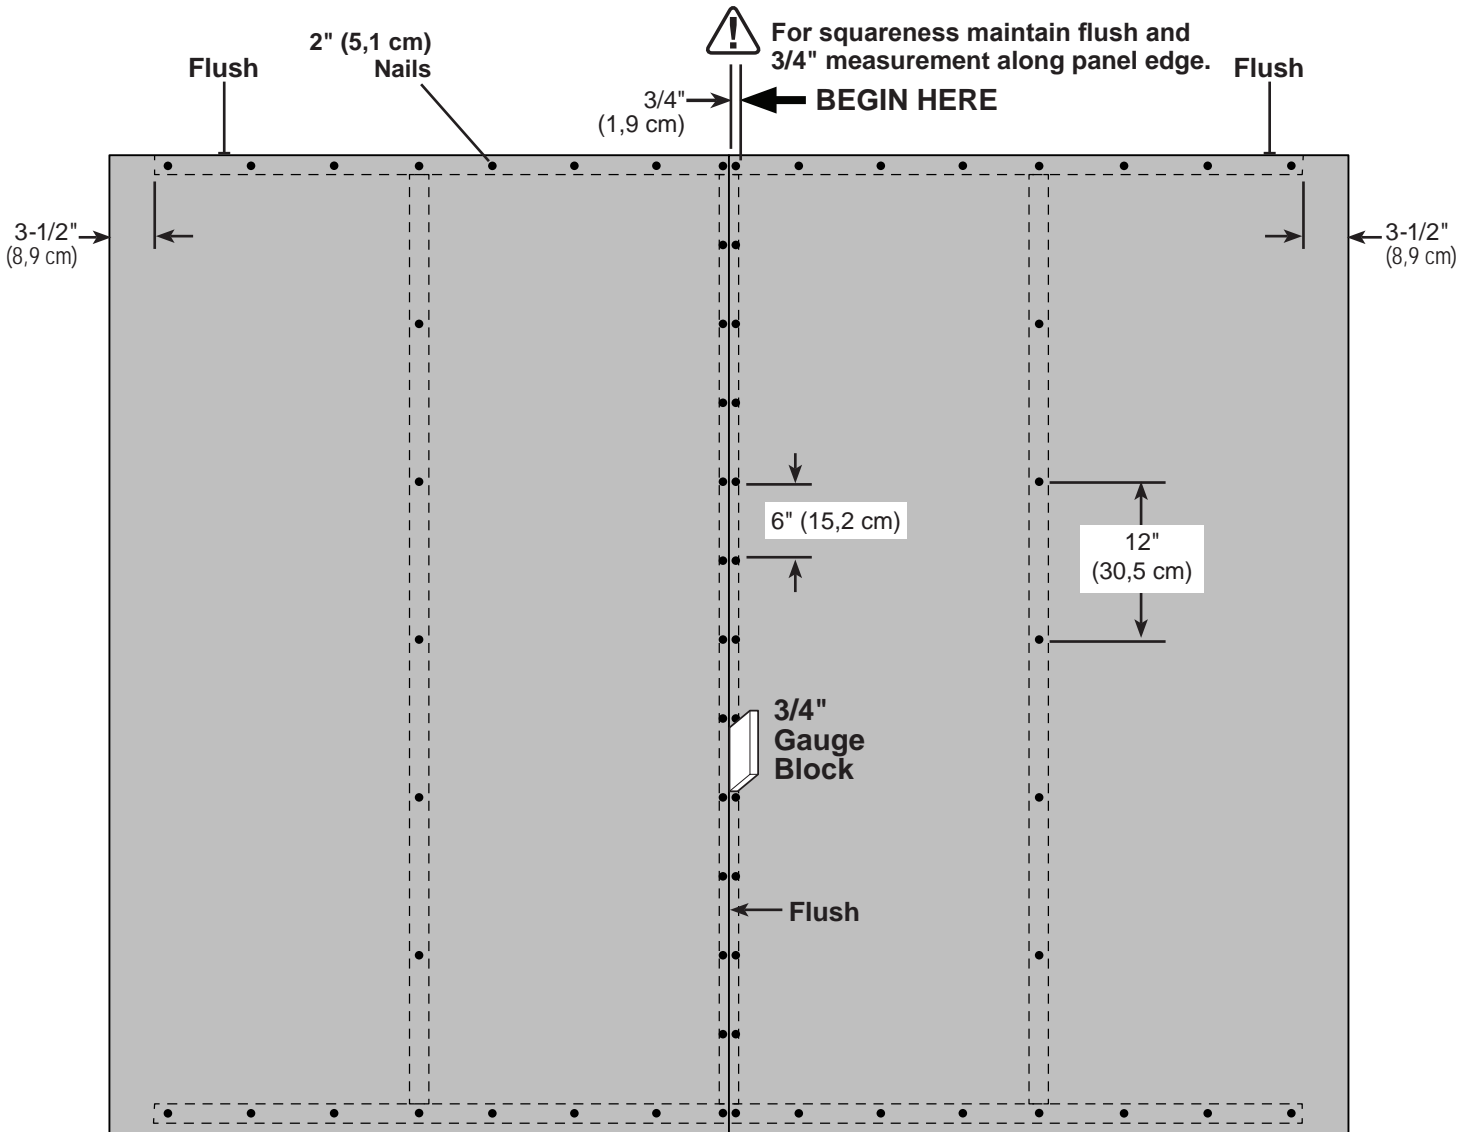 For squareness maintain flush and
3/4" measurement along panel edge.
2" (5,1 cm)
Nails
Flush
Flush
3/4"
(1,9 cm)
BEGIN HERE
3-1/2"
(8,9 cm)
3-1/2"
(8,9 cm)
6" (15,2 cm)
12"
(30,5 cm)
3/4"
Gauge
Block
Flush